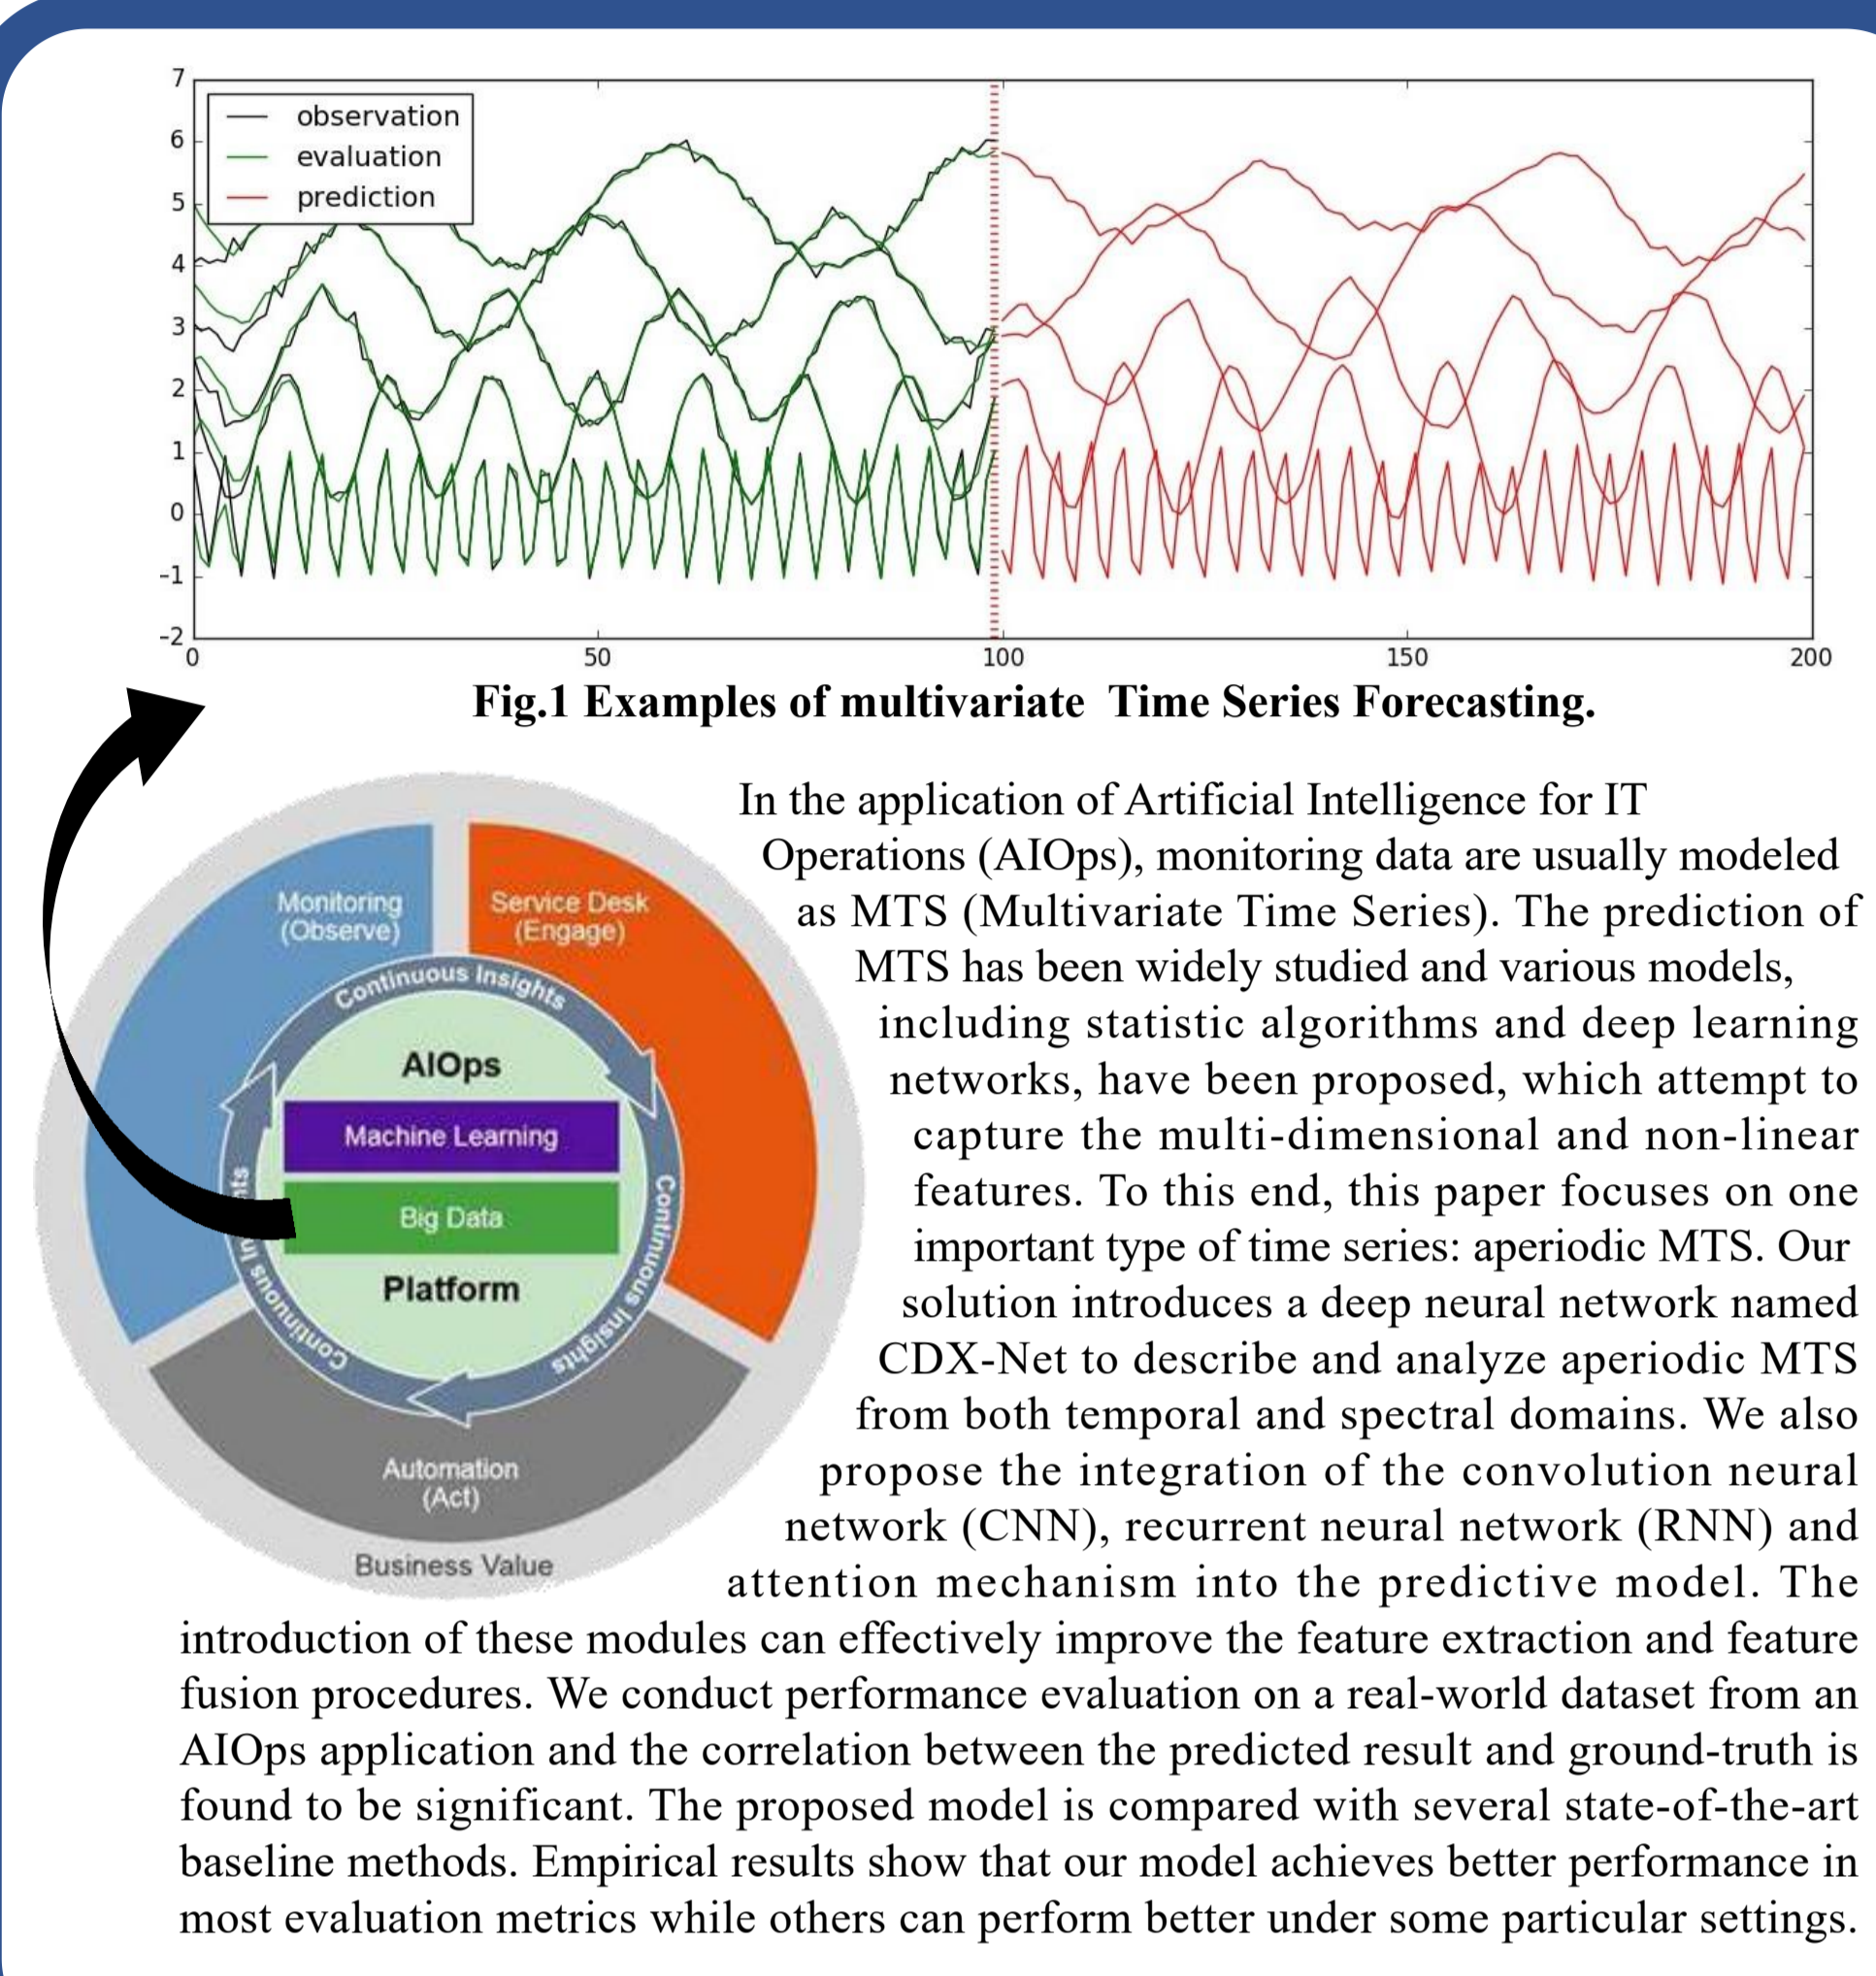 7
6
5
4
3
2
1
0
−1
−2
observation
evaluation
prediction
0 50 100 150 200
Fig.1 Examples of multivariate Time Series Forecasting.
Monitoring
(Observe)
Service Desk
(Engage)
Continuous Insights
AIOps
Machine Learning
Big Data
Platform
Continuous Insights
Continuous
Automation
(Act)
Business Value
In the application of Artificial Intelligence for IT
Operations (AIOps), monitoring data are usually modeled
as MTS (Multivariate Time Series). The prediction of
MTS has been widely studied and various models,
including statistic algorithms and deep learning
networks, have been proposed, which attempt to
capture the multi-dimensional and non-linear
features. To this end, this paper focuses on one
important type of time series: aperiodic MTS. Our
solution introduces a deep neural network named
CDX-Net to describe and analyze aperiodic MTS
from both temporal and spectral domains. We also
propose the integration of the convolution neural
network (CNN), recurrent neural network (RNN) and
attention mechanism into the predictive model. The
introduction of these modules can effectively improve the feature extraction and feature
fusion procedures. We conduct performance evaluation on a real-world dataset from an
AIOps application and the correlation between the predicted result and ground-truth is
found to be significant. The proposed model is compared with several state-of-the-art
baseline methods. Empirical results show that our model achieves better performance in
most evaluation metrics while others can perform better under some particular settings.